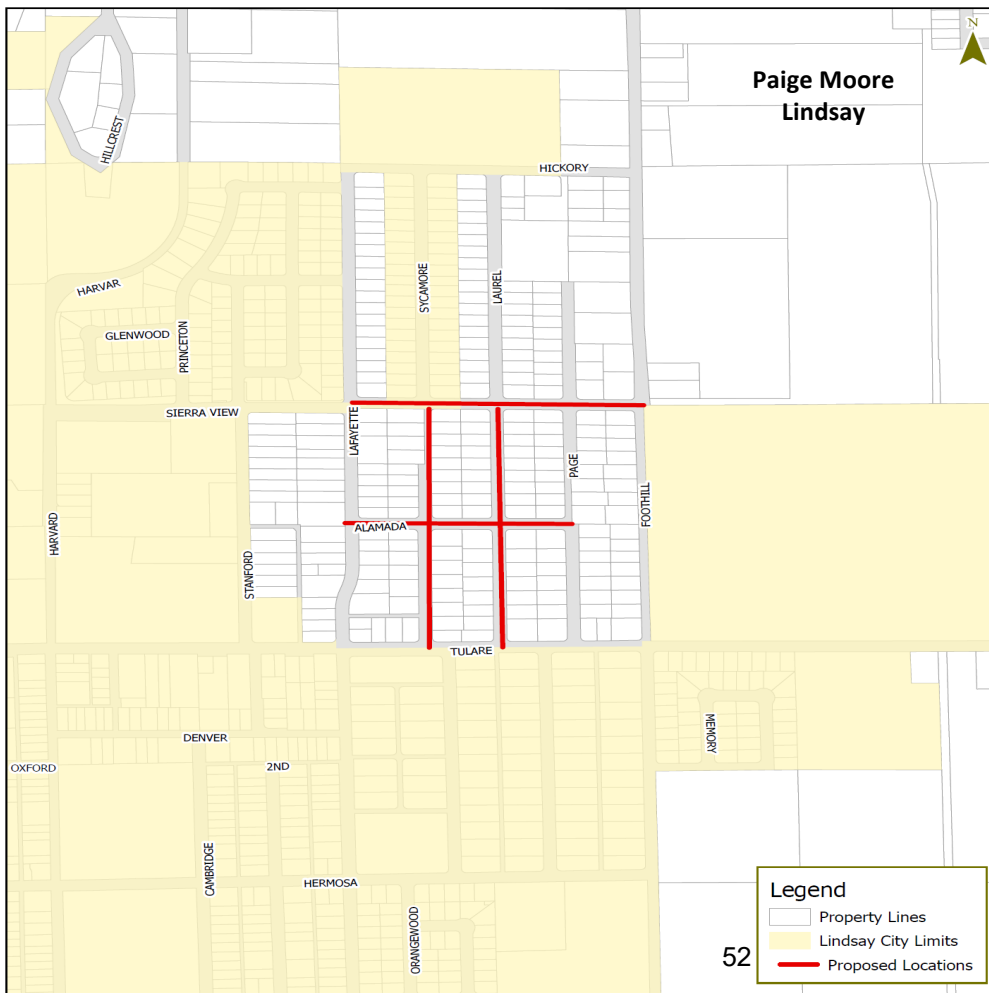 N
Paige Moore
Lindsay
HILLCREST
HICKORY
HARVAR
SYCAMORE
LAUREL
GLENWOOD
PRINCETON
SIERRA VIEW
LAFAYETTE
PAGE
FOOTHILL
HARVARD
ALAMADA
STANFORD
TULARE
MEMORY
DENVER
OXFORD
2ND
CAMBRIDGE
HERMOSA
ORANGEWOOD
Legend
Property Lines
Lindsay City Limits
Proposed Locations
52